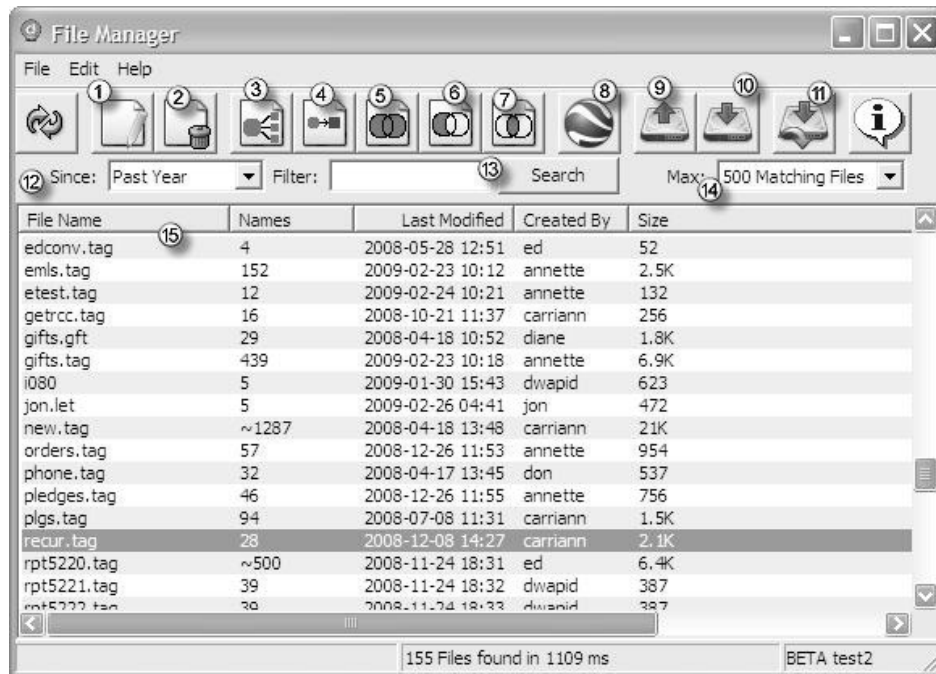 File Manager
File Edit Help
1 2 3 4 5 6 7 8 9 10 11
12 Since: Past Year Filter: 13 Search Max: 14 500 Matching Files
File Name Names Last Modified Created By Size
15
edconv.tag 4 2008-05-28 12:51 ed 52
emls.tag 152 2009-02-23 10:12 annette 2.5K
etest.tag 12 2009-02-24 10:21 annette 132
getrcc.tag 16 2008-10-21 11:37 carriann 256
gifts.gft 29 2008-04-18 10:52 diane 1.8K
gifts.tag 439 2009-02-23 10:18 annette 6.9K
i080 5 2009-01-30 15:43 dwapid 623
jon.let 5 2009-02-26 04:41 jon 472
new.tag ~1287 2008-04-18 13:48 carriann 21K
orders.tag 57 2008-12-26 11:53 annette 954
phone.tag 32 2008-04-17 13:45 don 537
pledges.tag 46 2008-12-26 11:55 annette 756
plgs.tag 94 2008-07-08 11:31 carriann 1.5K
recur.tag 28 2008-12-08 14:27 carriann 2.1K
rpt5220.tag ~500 2008-11-24 18:31 ed 6.4K
rpt5221.tag 39 2008-11-24 18:32 dwapid 387
rpt5222.tag 39 2008-11-24 18:33 dwapid 387
155 Files found in 1109 ms BETA test2